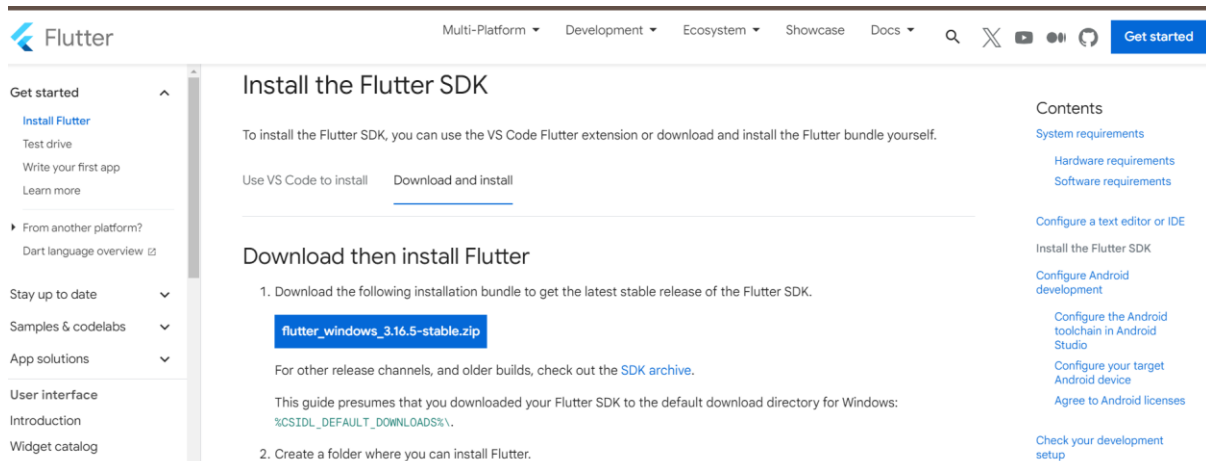 Flutter
Multi-Platform
Development
Ecosystem
Showcase
Docs
Get started
Get started
Install Flutter
Test drive
Write your first app
Learn more
From another platform?
Dart language overview
Stay up to date
Samples & codelabs
App solutions
User interface
Introduction
Widget catalog
Install the Flutter SDK
To install the Flutter SDK, you can use the VS Code Flutter extension or download and install the Flutter bundle yourself.
Use VS Code to install
Download and install
Download then install Flutter
1. Download the following installation bundle to get the latest stable release of the Flutter SDK.
flutter_windows_3.16.5-stable.zip
For other release channels, and older builds, check out the SDK archive.
This guide presumes that you downloaded your Flutter SDK to the default download directory for Windows:
%CSIDL_DEFAULT_DOWNLOADS%\.
2. Create a folder where you can install Flutter.
Contents
System requirements
Hardware requirements
Software requirements
Configure a text editor or IDE
Install the Flutter SDK
Configure Android
development
Configure the Android
toolchain in Android
Studio
Configure your target
Android device
Agree to Android licenses
Check your development
setup